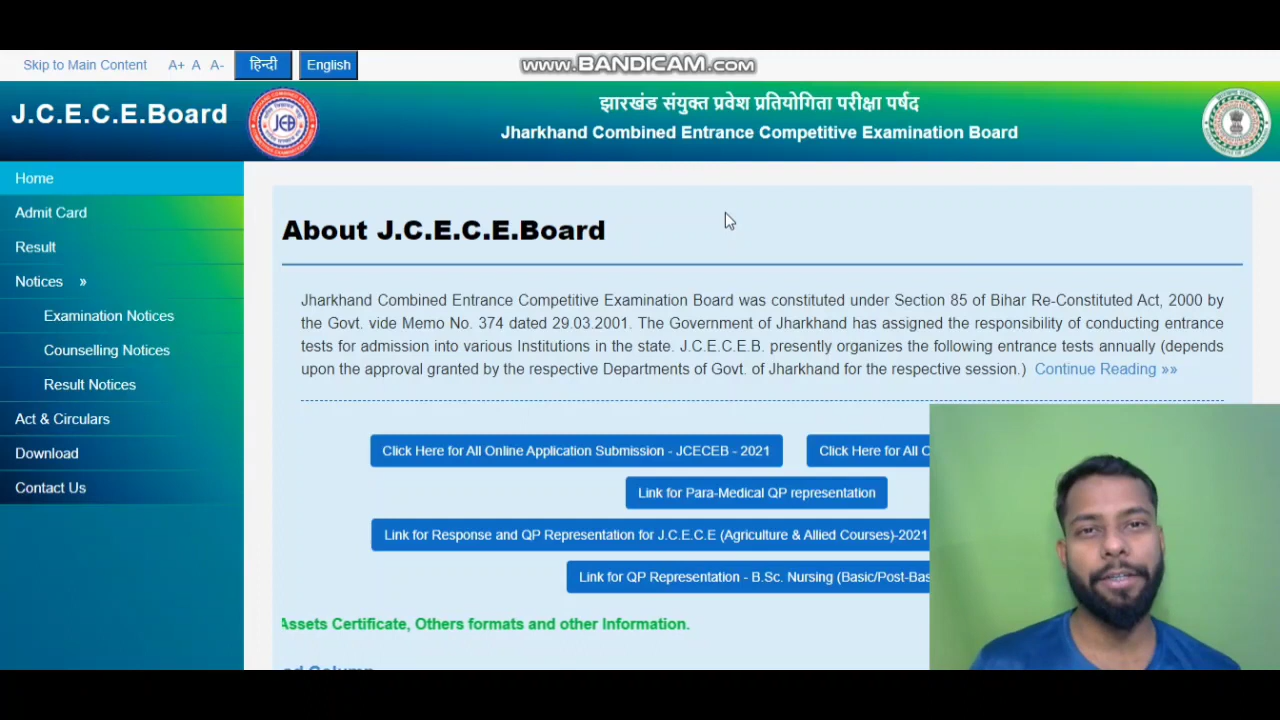 www.BANDICAM.com
Skip to Main Content A+ A A- हिन्दी English
J.C.E.C.E.Board
JCB
झारखंड संयुक्त प्रवेश प्रतियोगिता परीक्षा पर्षद
Jharkhand Combined Entrance Competitive Examination Board
Home
Admit Card
Result
Notices »
Examination Notices
Counselling Notices
Result Notices
Act & Circulars
Download
Contact Us
About J.C.E.C.E.Board
Jharkhand Combined Entrance Competitive Examination Board was constituted under Section 85 of Bihar Re-Constituted Act, 2000 by
the Govt. vide Memo No. 374 dated 29.03.2001. The Government of Jharkhand has assigned the responsibility of conducting entrance
tests for admission into various Institutions in the state. J.C.E.C.E.B. presently organizes the following entrance tests annually (depends
upon the approval granted by the respective Departments of Govt. of Jharkhand for the respective session.) Continue Reading »»
Click Here for All Online Application Submission - JCECEB - 2021
Click Here for All
Link for Para-Medical QP representation
Link for Response and QP Representation for J.C.E.C.E (Agriculture & Allied Courses)-2021
Link for QP Representation - B.Sc. Nursing (Basic/Post-Bas
Assets Certificate, Others formats and other Information.